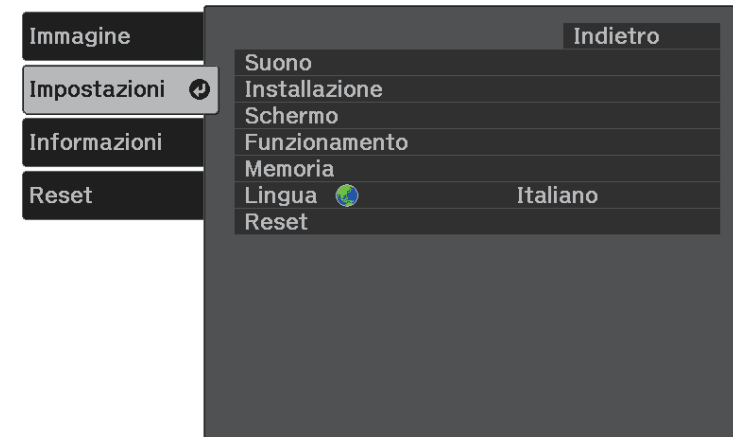 Immagine
Impostazioni
Informazioni
Reset
Indietro
Suono
Installazione
Schermo
Funzionamento
Memoria
Lingua Italiano
Reset